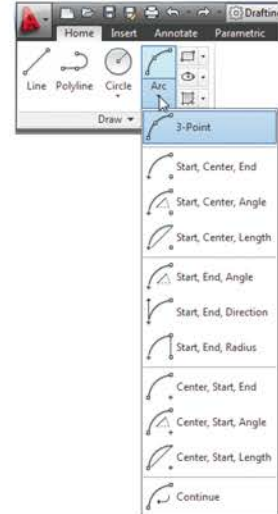 Drafting
Home Insert Annotate Parametric
Line Polyline Circle Arc
Draw
3-Point
Start, Center, End
Start, Center, Angle
Start, Center, Length
Start, End, Angle
Start, End, Direction
Start, End, Radius
Center, Start, End
Center, Start, Angle
Center, Start, Length
Continue